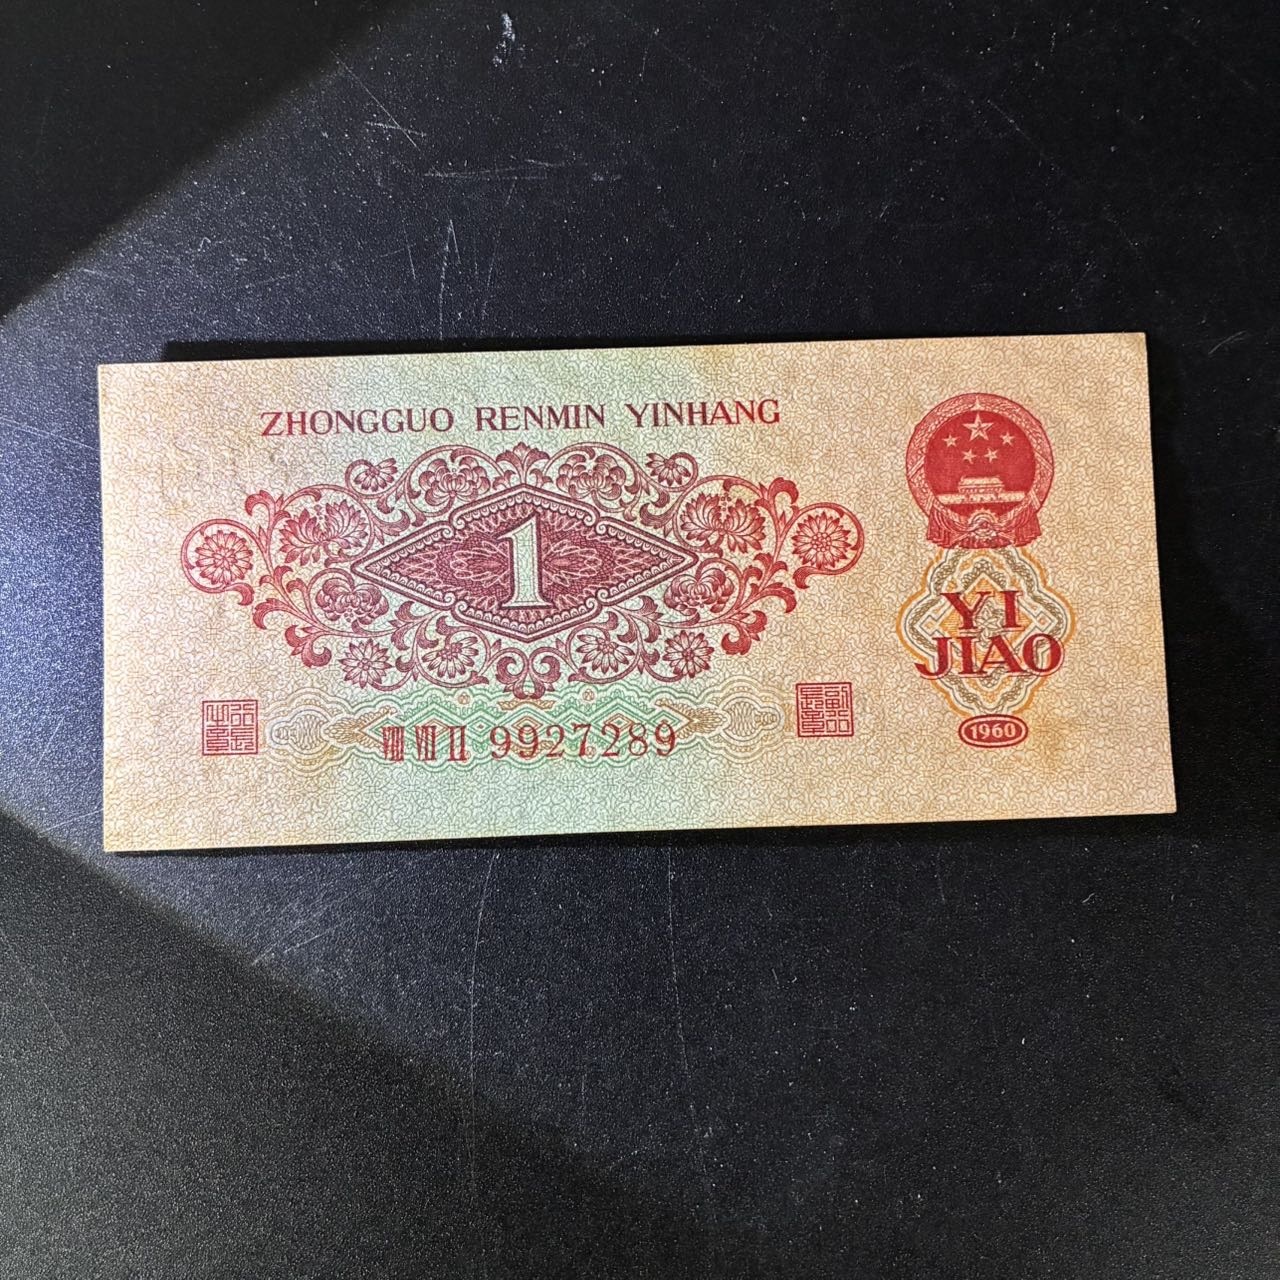 ZHONGGUO RENMIN YINHANG
1
YI
JIAO
VIII VII II 9927289
1960